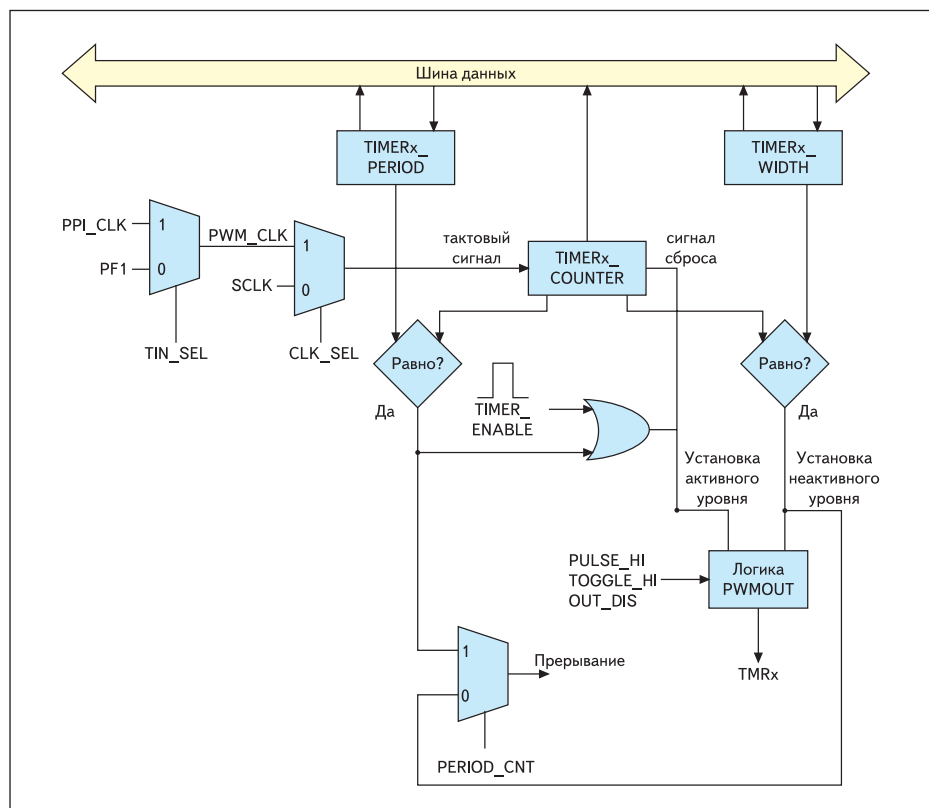 Шина данных
TIMERx_
PERIOD
TIMERx_
WIDTH
PPI_CLK
1
PWM_CLK
1
PF1
0
SCLK
0
тактовый
сигнал
TIMERx_
COUNTER
сигнал
сброса
TIN_SEL
CLK_SEL
Равно?
Равно?
Да
TIMER_
ENABLE
Да
Установка
активного
уровня
Установка
неактивного
уровня
PULSE_HI
TOGGLE_HI
OUT_DIS
Логика
PWMOUT
TMRx
1
0
Прерывание
PERIOD_CNT